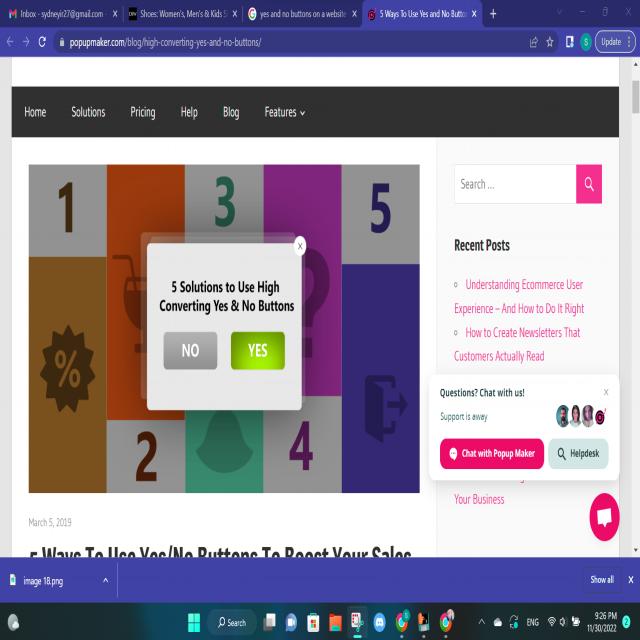 Inbox - sydneyir27@gmail.com -
Shoes: Women's, Men's & Kids S
yes and no buttons on a website
5 Ways To Use Yes and No Button
popupmaker.com/blog/high-converting-yes-and-no-buttons/
S
Update
Home
Solutions
Pricing
Help
Blog
Features
1
3
5
X
5 Solutions to Use High
Converting Yes & No Buttons
NO
YES
%
2
4
?
Search ...
Recent Posts
Understanding Ecommerce User
Experience – And How to Do It Right
How to Create Newsletters That
Customers Actually Read
Questions? Chat with us!
X
Support is away
Chat with Popup Maker
Helpdesk
Your Business
March 5, 2019
5 Ways To Use Yes/No Buttons To Boost Your Sales
image 18.png
Show all
X
Search
ENG
9:26 PM
11/30/2022
2